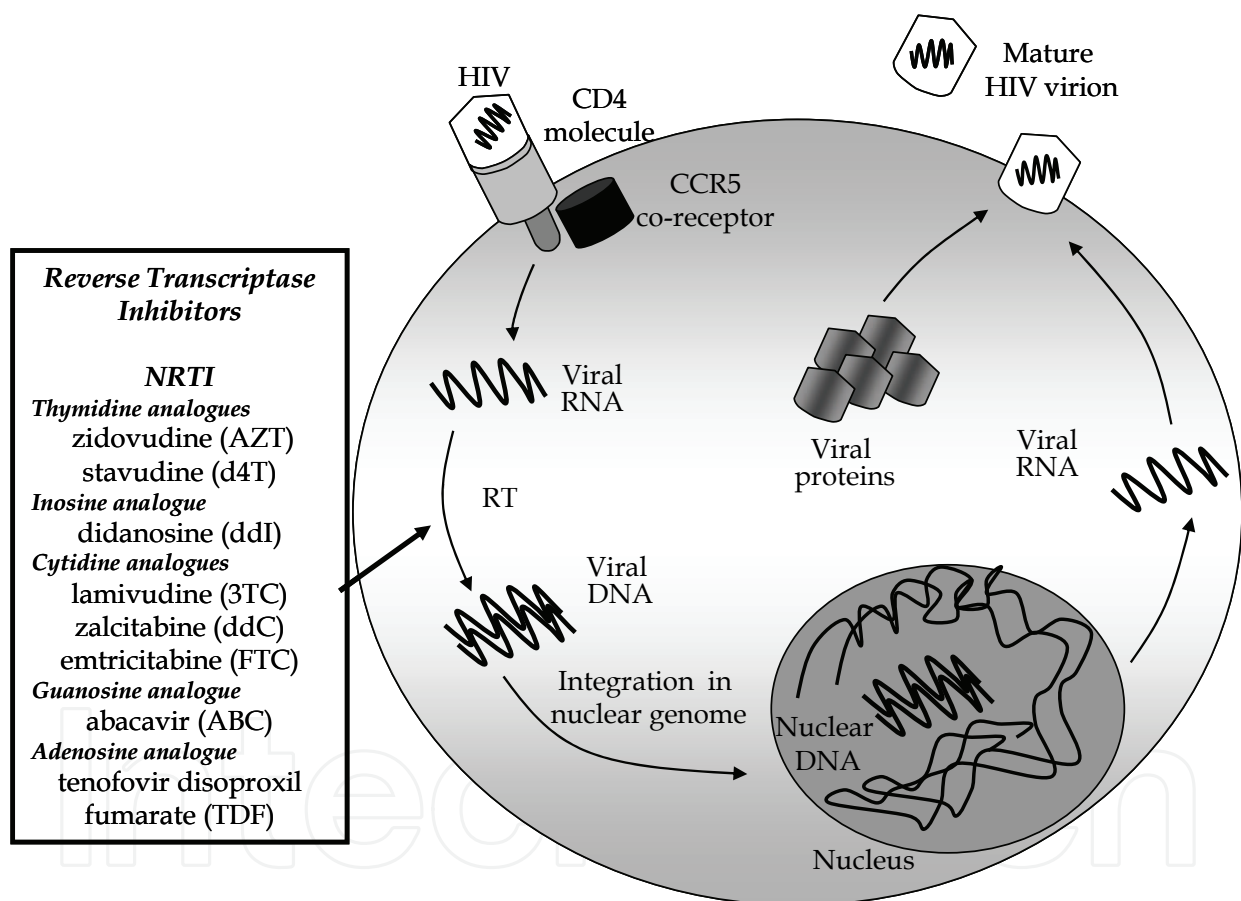 HIV
CD4
molecule
CCR5
co-receptor
Mature
HIV virion
Reverse Transcriptase
Inhibitors
NRTI
Thymidine analogues
zidovudine (AZT)
stavudine (d4T)
Inosine analogue
didanosine (ddI)
Cytidine analogues
lamivudine (3TC)
zalcitabine (ddC)
emtricitabine (FTC)
Guanosine analogue
abacavir (ABC)
Adenosine analogue
tenofovir disoproxil
fumarate (TDF)
Viral
RNA
RT
Viral
DNA
Integration in
nuclear genome
Viral
proteins
Viral
RNA
Nuclear
DNA
Nucleus